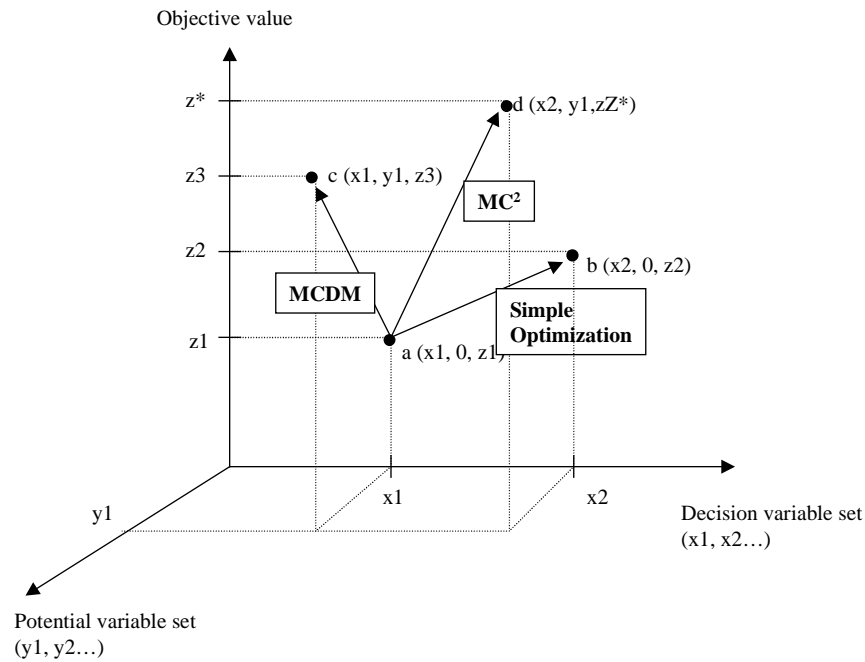 Objective value
z*
d (x2, y1,zZ*)
z3
c (x1, y1, z3)
MC²
z2
b (x2, 0, z2)
MCDM
Simple
Optimization
z1
a (x1, 0, z1)
x1
x2
y1
Decision variable set
(x1, x2…)
Potential variable set
(y1, y2…)